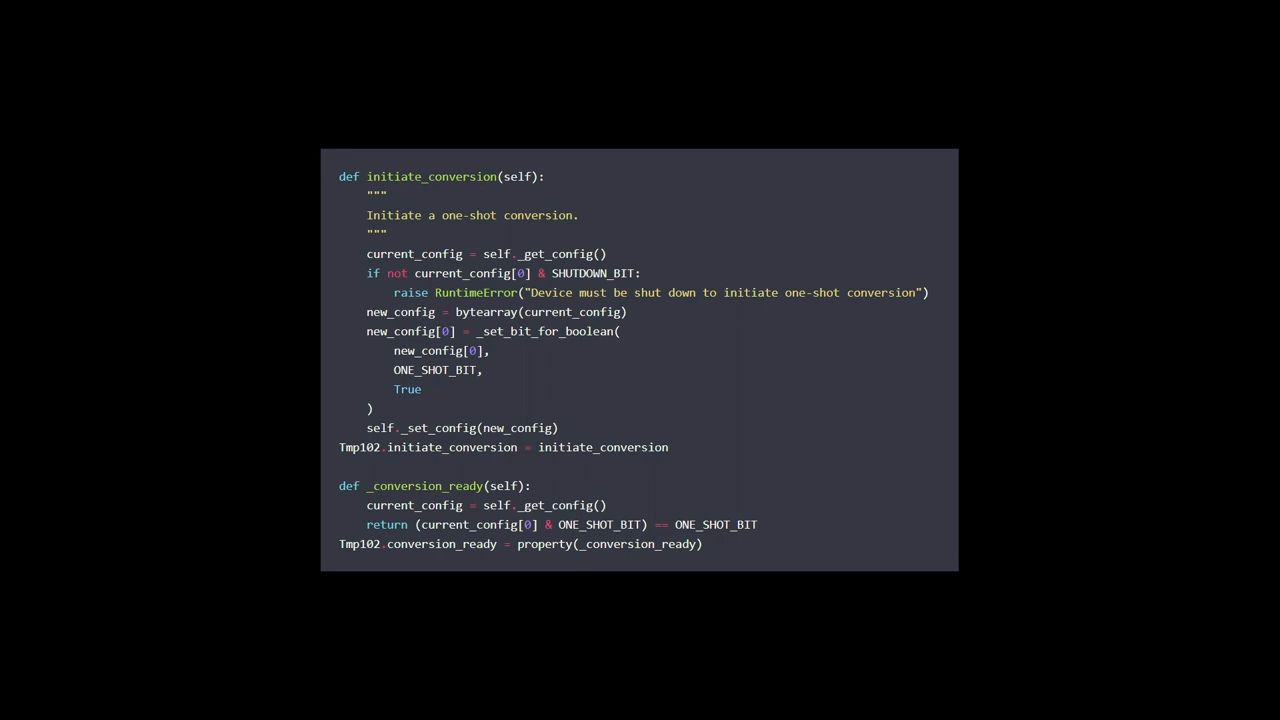 def initiate_conversion(self):
    """
    Initiate a one-shot conversion.
    """
    current_config = self._get_config()
    if not current_config[0] & SHUTDOWN_BIT:
        raise RuntimeError("Device must be shut down to initiate one-shot conversion")
    new_config = bytearray(current_config)
    new_config[0] = _set_bit_for_boolean(
        new_config[0],
        ONE_SHOT_BIT,
        True
    )
    self._set_config(new_config)
Tmp102.initiate_conversion = initiate_conversion

def _conversion_ready(self):
    current_config = self._get_config()
    return (current_config[0] & ONE_SHOT_BIT) == ONE_SHOT_BIT
Tmp102.conversion_ready = property(_conversion_ready)